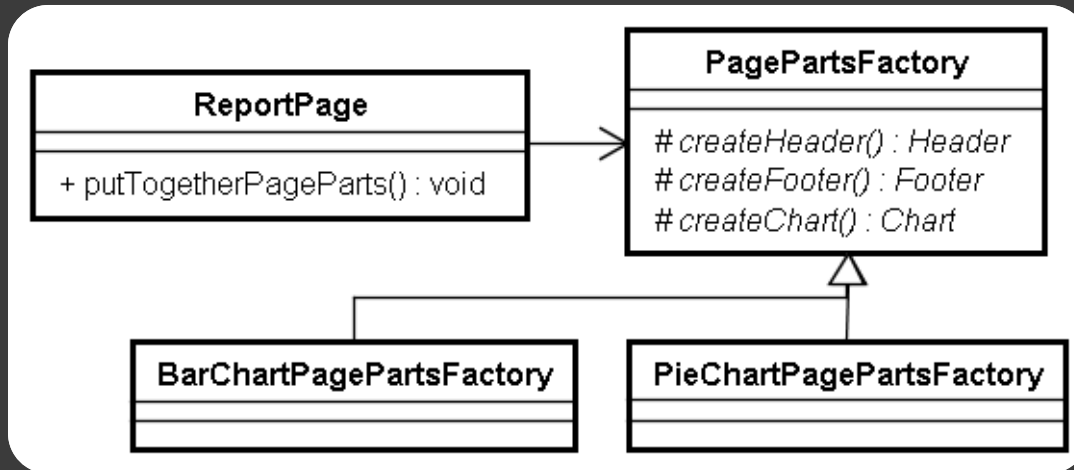 ReportPage
+ putTogetherPageParts() : void
PagePartsFactory
# createHeader() : Header
# createFooter() : Footer
# createChart() : Chart
BarChartPagePartsFactory
PieChartPagePartsFactory